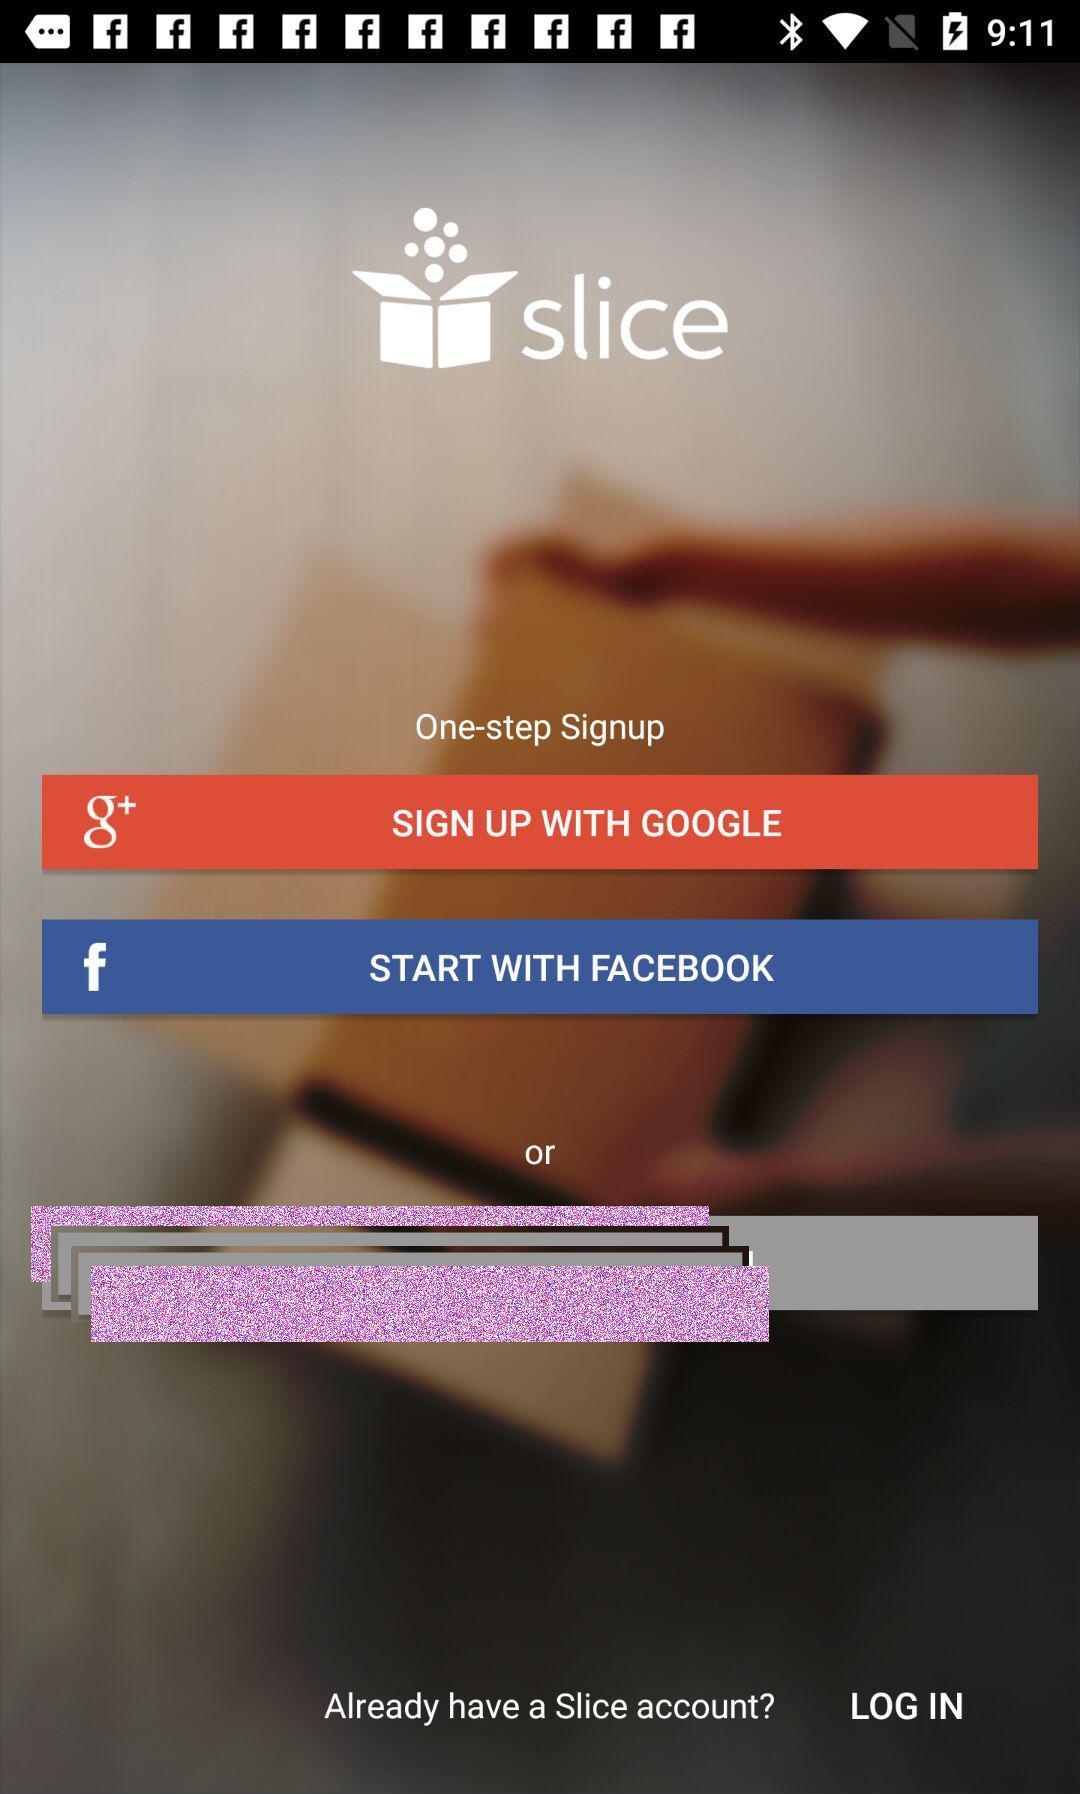 9:11
slice
One-step Signup
g+ SIGN UP WITH GOOGLE
f START WITH FACEBOOK
or
Already have a Slice account? LOG IN